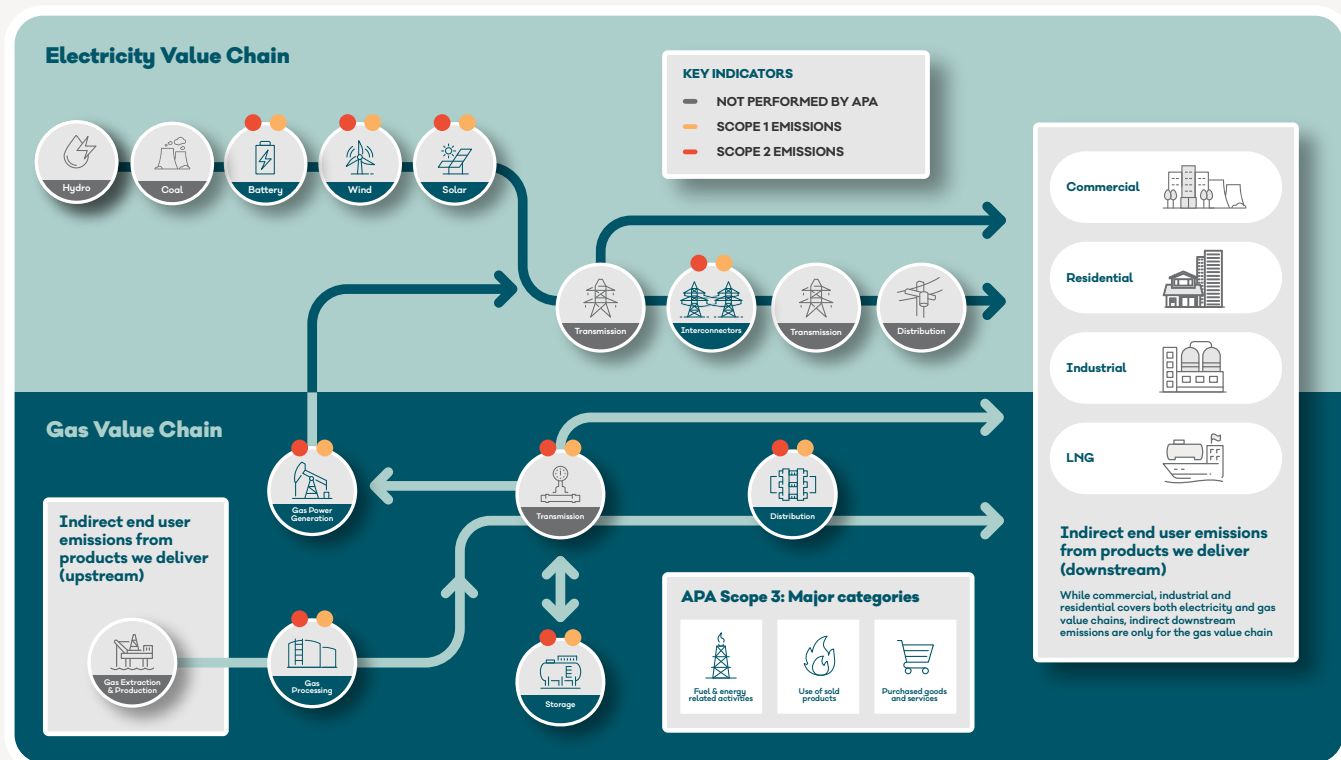 Electricity Value Chain
KEY INDICATORS
NOT PERFORMED BY APA
SCOPE 1 EMISSIONS
SCOPE 2 EMISSIONS
Hydro
Coal
Battery
Wind
Solar
Transmission
Interconnectors
Transmission
Distribution
Commercial
Residential
Industrial
LNG
Indirect end user emissions
from products we deliver
(downstream)
While commercial, industrial and
residential covers both electricity and gas
value chains, indirect downstream
emissions are only for the gas value chain
Gas Value Chain
Gas Power
Generation
Transmission
Distribution
Indirect end user
emissions from
products we deliver
(upstream)
Gas Extraction
& Production
Gas
Processing
E
Storage
APA Scope 3: Major categories
Fuel & energy
related activities
Use of sold
products
Purchased goods
and services